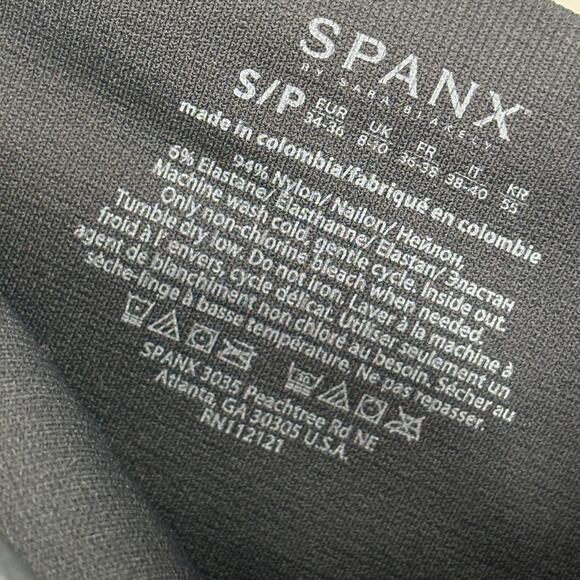 SPANX
BY SARA BLAKELY
S/P EUR UK FR IT KR
34-36 8-10 36-38 38-40 55
made in colombia/fabriqué en colombie
94% Nylon/ Nailon/ Нейлон,
6% Elastane/ Elasthanne/ Elastan/ Эластан
Machine wash cold, gentle cycle. Inside out.
Only non-chlorine bleach when needed.
Tumble dry low. Do not iron. Laver à la machine à
froid à l'envers, cycle délicat. Utiliser seulement un
agent de blanchiment non chloré au besoin. Sécher au
sèche-linge à basse température. Ne pas repasser.
SPANX 3035 Peachtree Rd NE
Atlanta, GA 30305 U.S.A.
RN112121